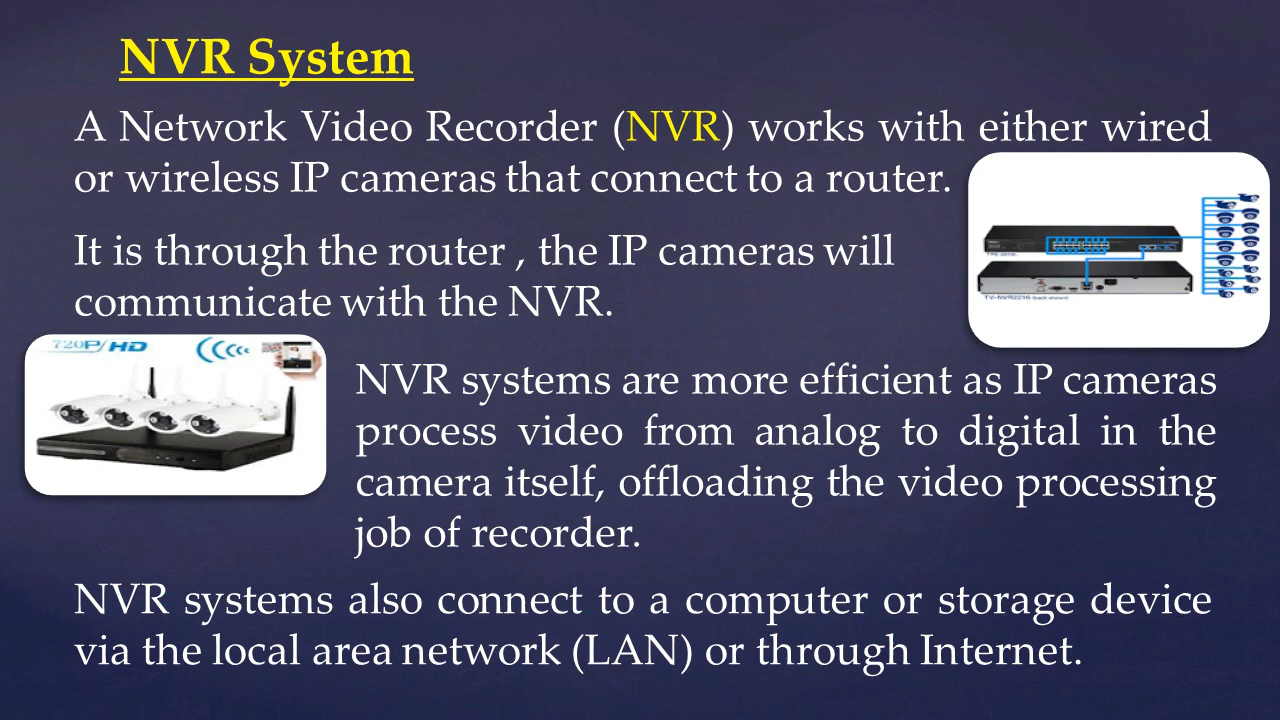 NVR System
A Network Video Recorder (NVR) works with either wired
or wireless IP cameras that connect to a router.
It is through the router , the IP cameras will
communicate with the NVR.
TV-NVR2216 (back shown)
720P/HD
NVR systems are more efficient as IP cameras
process video from analog to digital in the
camera itself, offloading the video processing
job of recorder.
NVR systems also connect to a computer or storage device
via the local area network (LAN) or through Internet.